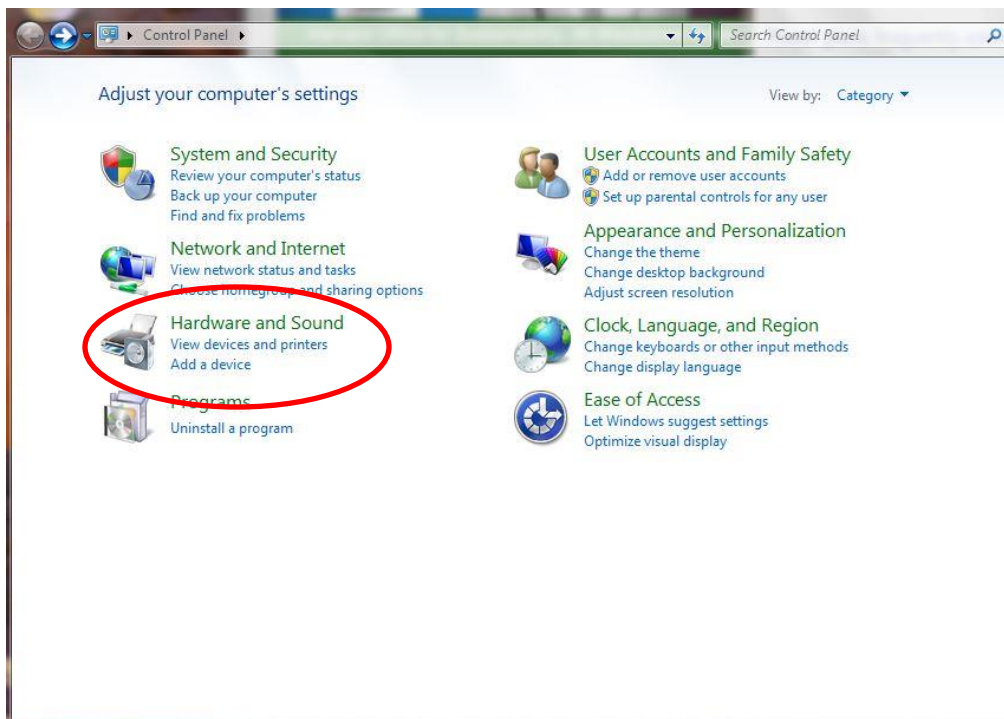 Control Panel
Search Control Panel
Adjust your computer's settings
View by: Category
System and Security
Review your computer's status
Back up your computer
Find and fix problems
Network and Internet
View network status and tasks
Choose homegroup and sharing options
Hardware and Sound
View devices and printers
Add a device
Programs
Uninstall a program
User Accounts and Family Safety
Add or remove user accounts
Set up parental controls for any user
Appearance and Personalization
Change the theme
Change desktop background
Adjust screen resolution
Clock, Language, and Region
Change keyboards or other input methods
Change display language
Ease of Access
Let Windows suggest settings
Optimize visual display